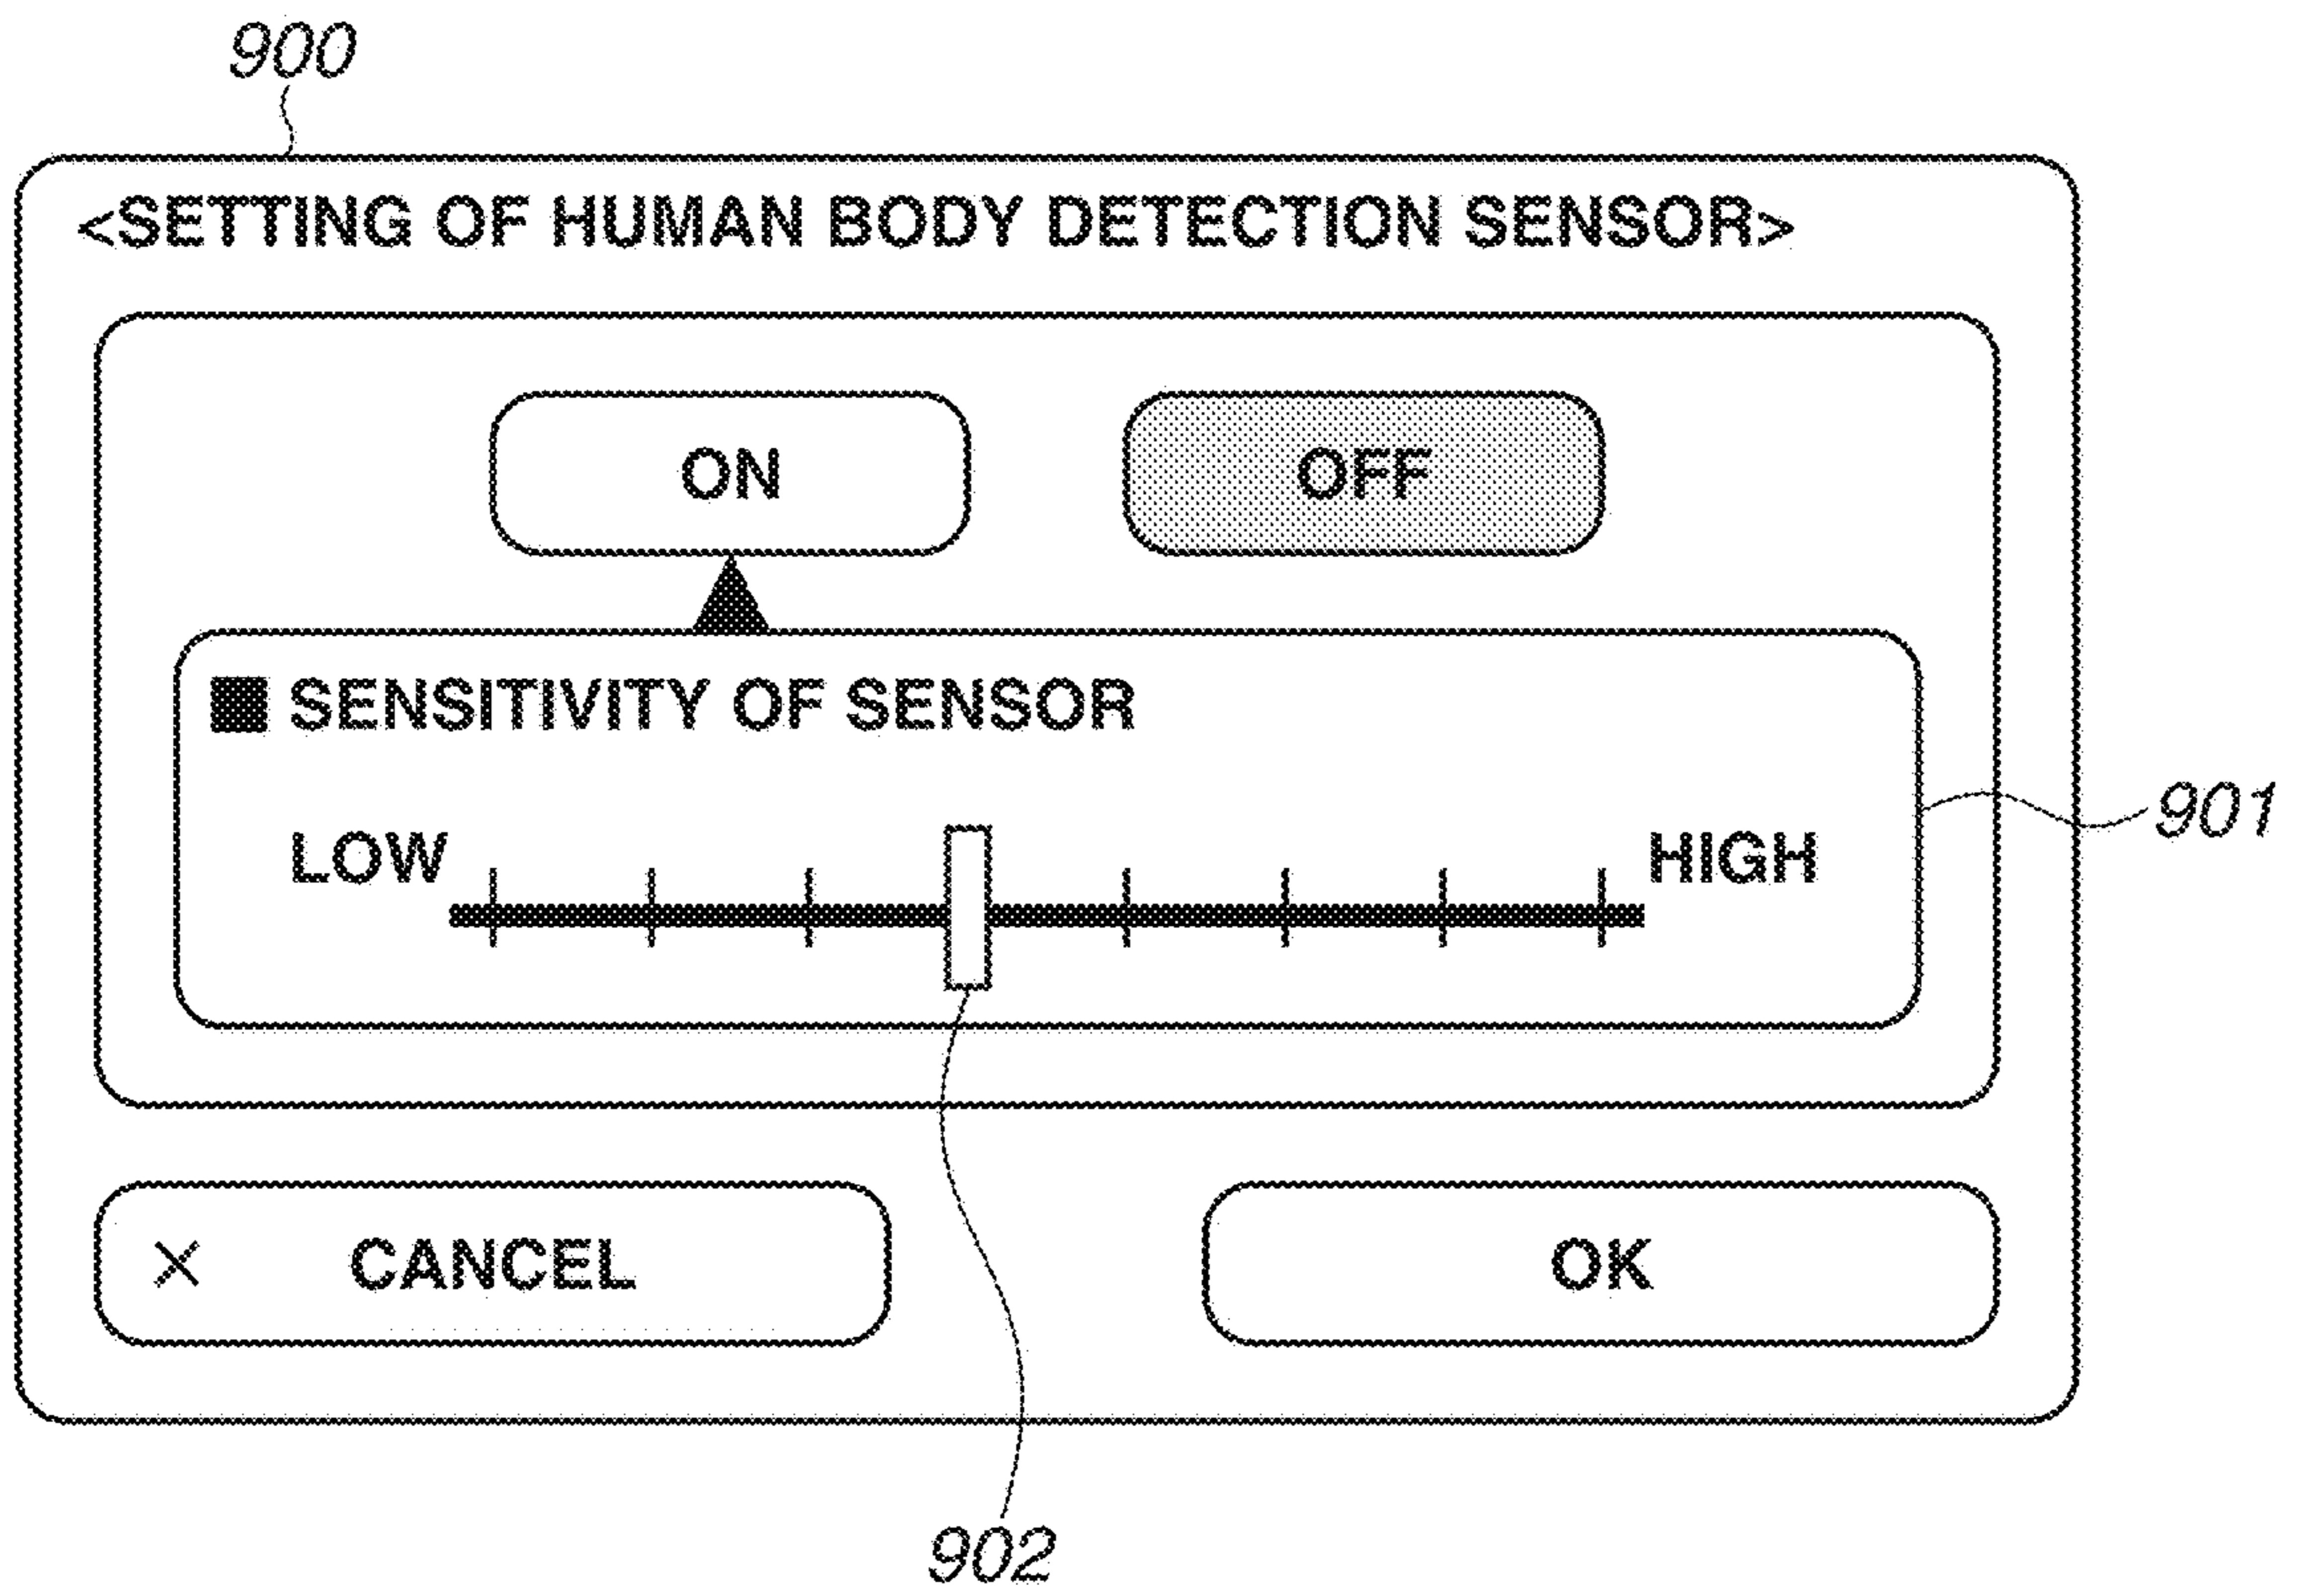 900
<SETTING OF HUMAN BODY DETECTION SENSOR>
ON OFF
■ SENSITIVITY OF SENSOR
LOW HIGH
901
× CANCEL OK
902